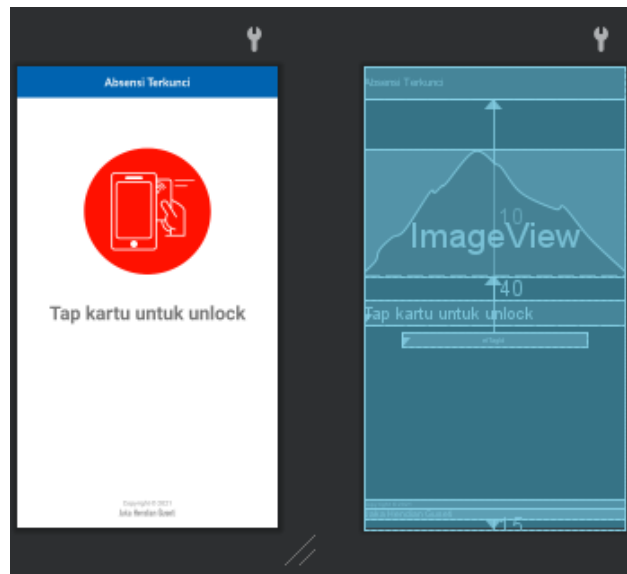 Absensi Terkunci
Tap kartu untuk unlock
Copyright © 2021
Absensi Terkunci
10
ImageView
40
Tap kartu untuk unlock
15